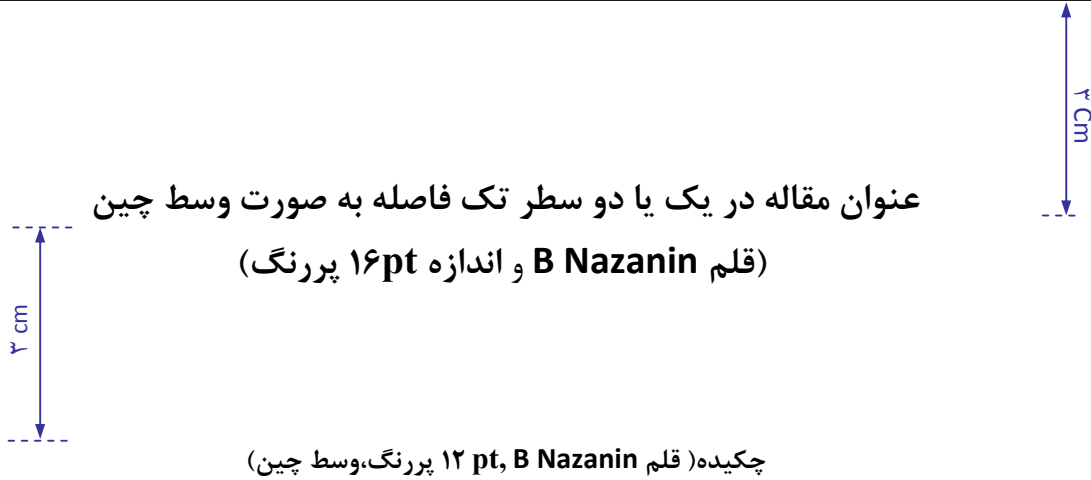 ۳ Cm
عنوان مقاله در یک یا دو سطر تک فاصله به صورت وسط چین
(قلم B Nazanin و اندازه ۱۶pt پررنگ)
۳ cm
چکیده( قلم B Nazanin ,pt ۱۲ پررنگ،وسط چین)